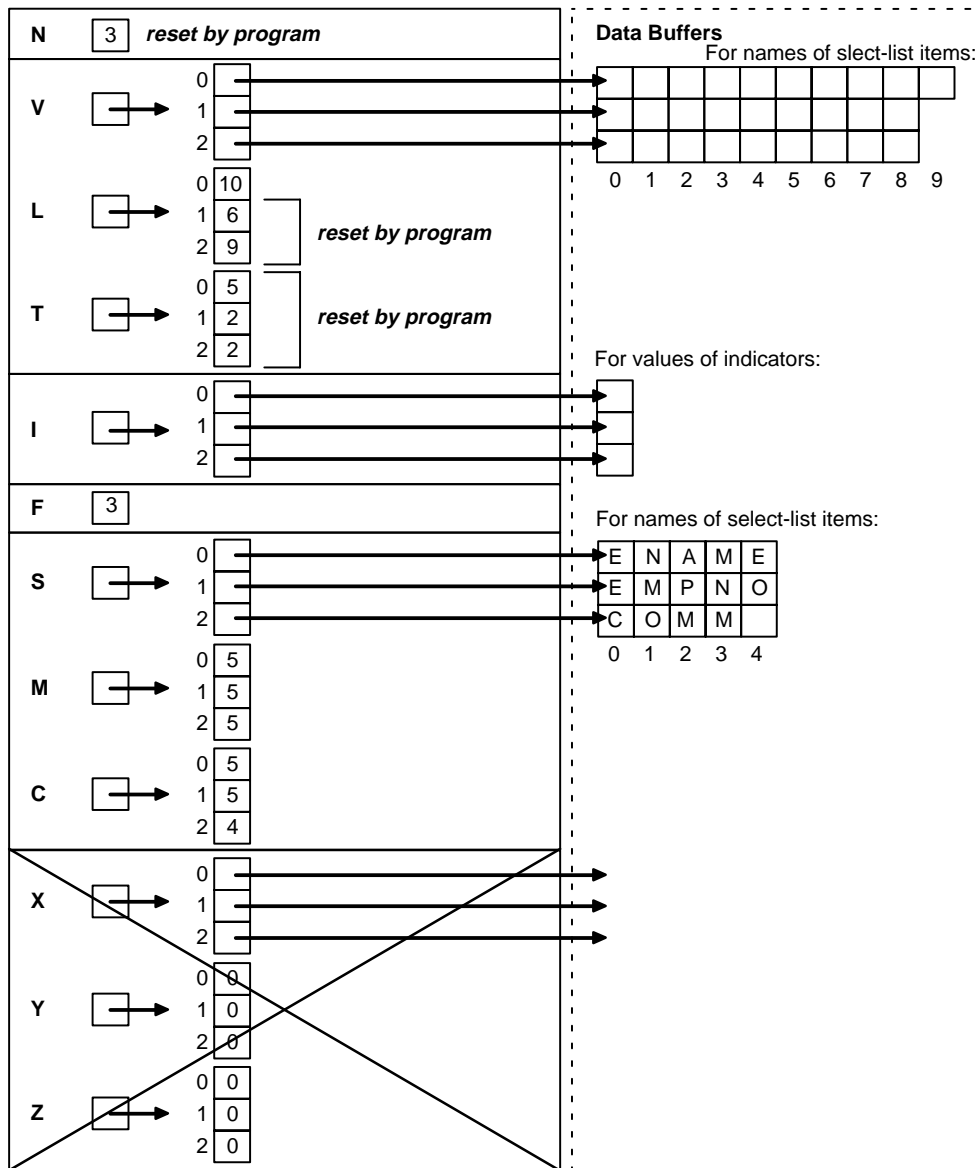 N 3 reset by program
Data Buffers
For names of slect-list items:
V
0
1
2
0 1 2 3 4 5 6 7 8 9
L
0 10
1 6
2 9
reset by program
T
0 5
1 2
2 2
reset by program
For values of indicators:
I
0
1
2
F 3
For names of select-list items:
S
0
1
2
E N A M E
E M P N O
C O M M
0 1 2 3 4
M
0 5
1 5
2 5
C
0 5
1 5
2 4
X
0
1
2
Y
0 0
1 0
2 0
Z
0 0
1 0
2 0